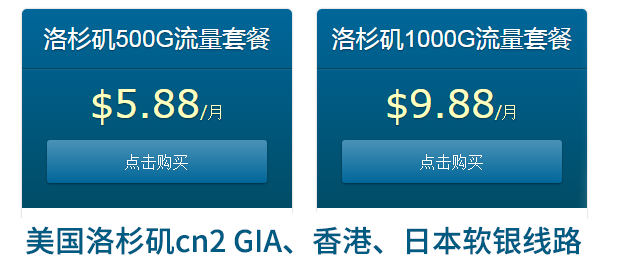 洛杉矶500G流量套餐
$5.88/月
点击购买
洛杉矶1000G流量套餐
$9.88/月
点击购买
美国洛杉矶cn2 GIA、香港、日本软银线路